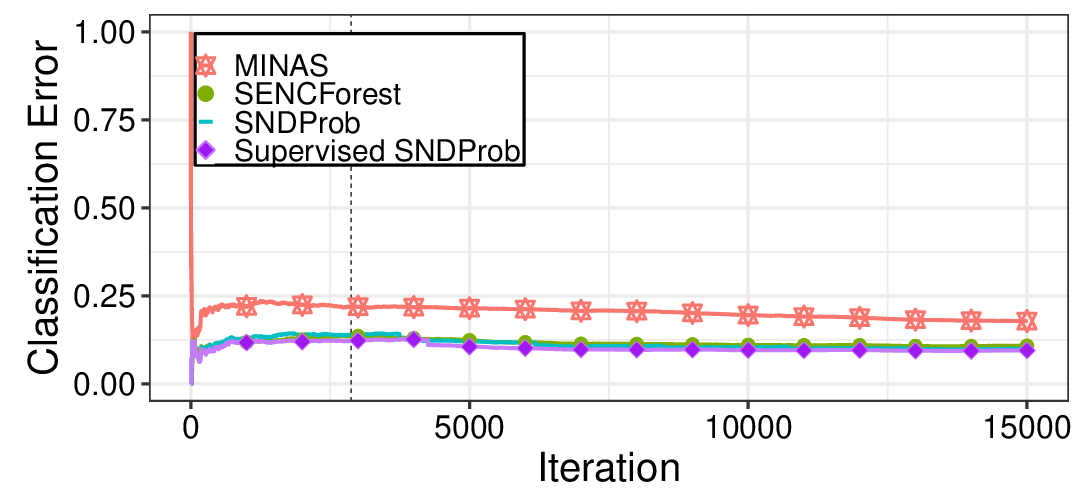 Classification Error
1.00
0.75
0.50
0.25
0.00
MINAS
SENCForest
SNDProb
Supervised SNDProb
0
5000
10000
15000
Iteration